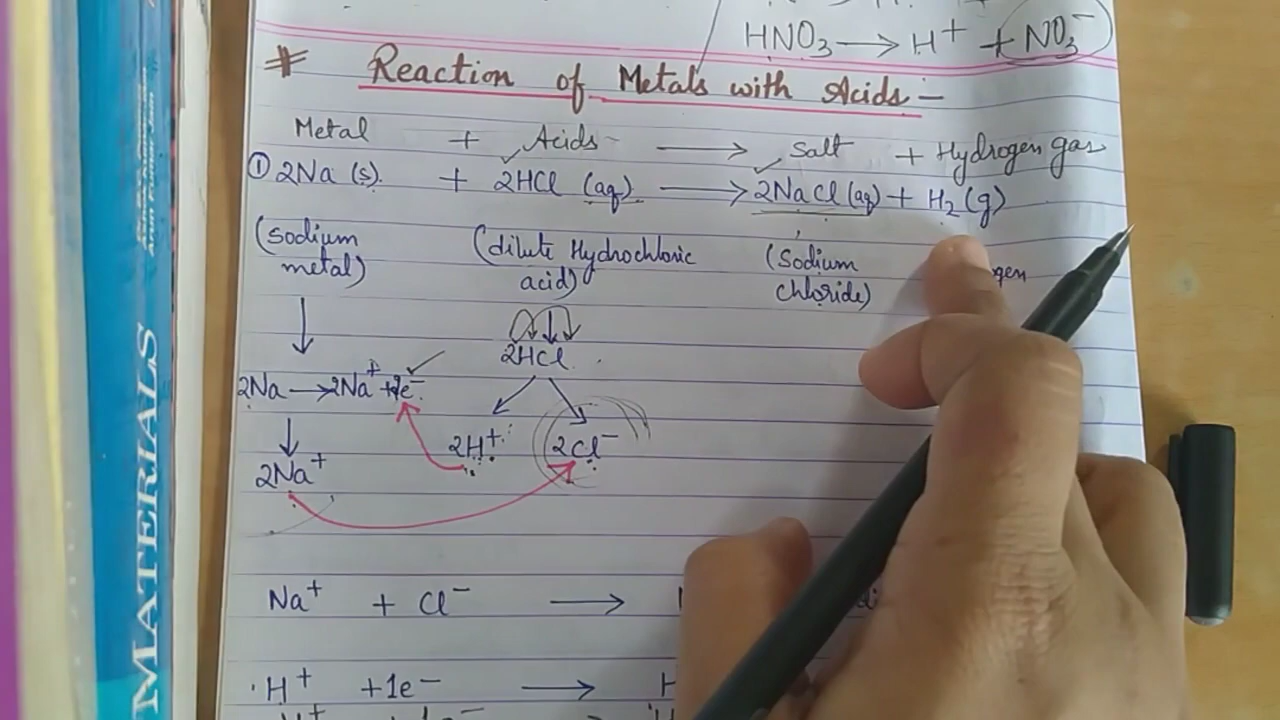 HNO3 → H+ + NO3-
# Reaction of Metals with Acids –
Metal + Acids → Salt + Hydrogen gas
① 2Na (s) + 2HCl (aq) → 2NaCl (aq) + H2 (g)
(sodium metal) (dilute Hydrochloric acid) (Sodium chloride)
2HCl
2Na → 2Na+ + 2e-
2H+ 2Cl-
2Na+
Na+ + Cl- →
H+ + 1e- → H
MATERIALS